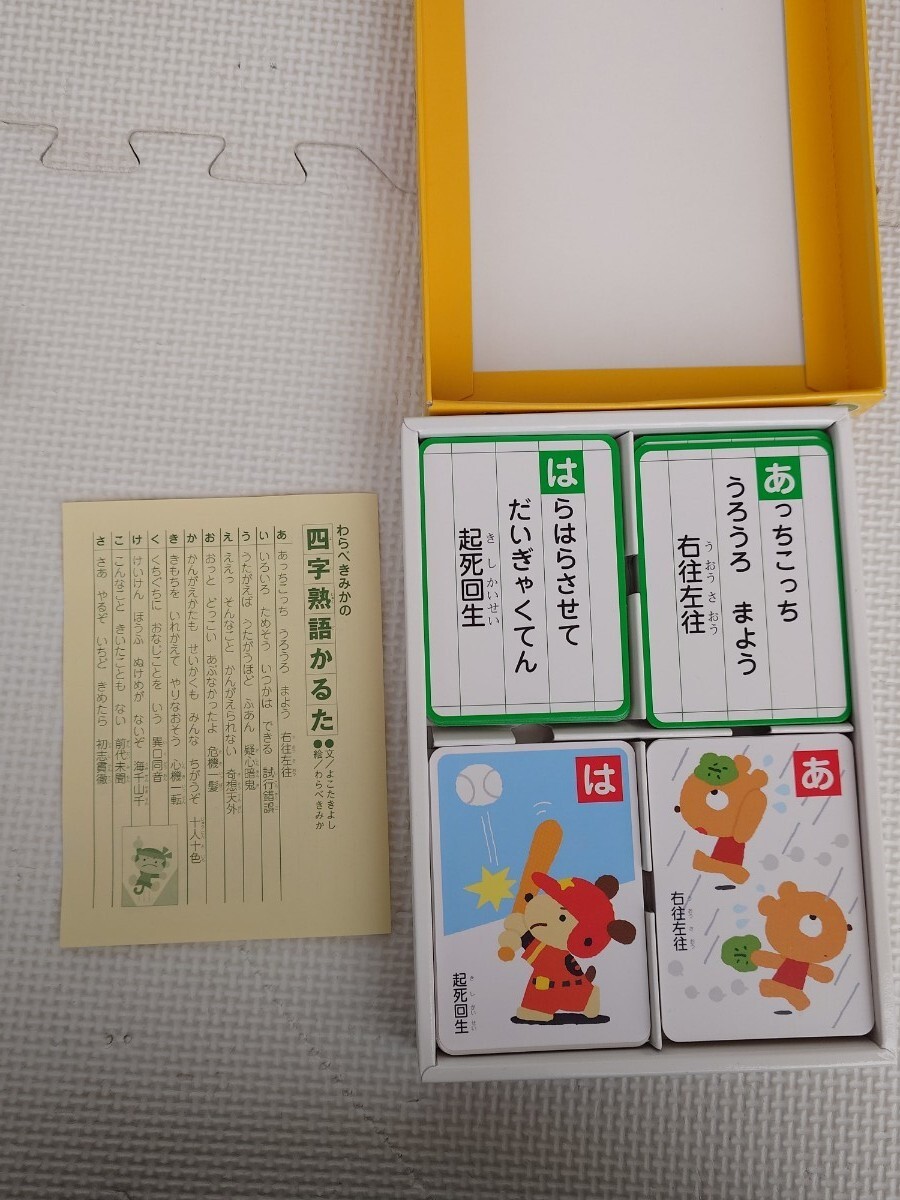 わらべきみかの
四字熟語かるた
●●文/よこたきよし
絵/わらべきみか
あ あっちこっち うろうろ まよう 右往左往
い いろいろ ためそう いつかは できる 試行錯誤
う うたがえば うたがうほど ふあん 疑心暗鬼
え ええっ そんなこと かんがえられない 奇想天外
お おっと どっこい あぶなかったよ 危機一髪
か かんがえかたも せいかくも みんな ちがうぞ 十人十色
き きもちを いれかえて やりなおそう 心機一転
く くちぐちに おなじことを いう 異口同音
け けいけん ほうふ ぬけめが ないぞ 海千山千
こ こんなこと きいたことも ない 前代未聞
さ さあ やるぞ いちど きめたら 初志貫徹
はらはらさせて
だいぎゃくてん
起死回生
き し かいせい
あっちこっち
うろうろ まよう
右往左往
う おう さ おう
は
起死回生
き し かい せい
あ
右往左往
う おう さ おう